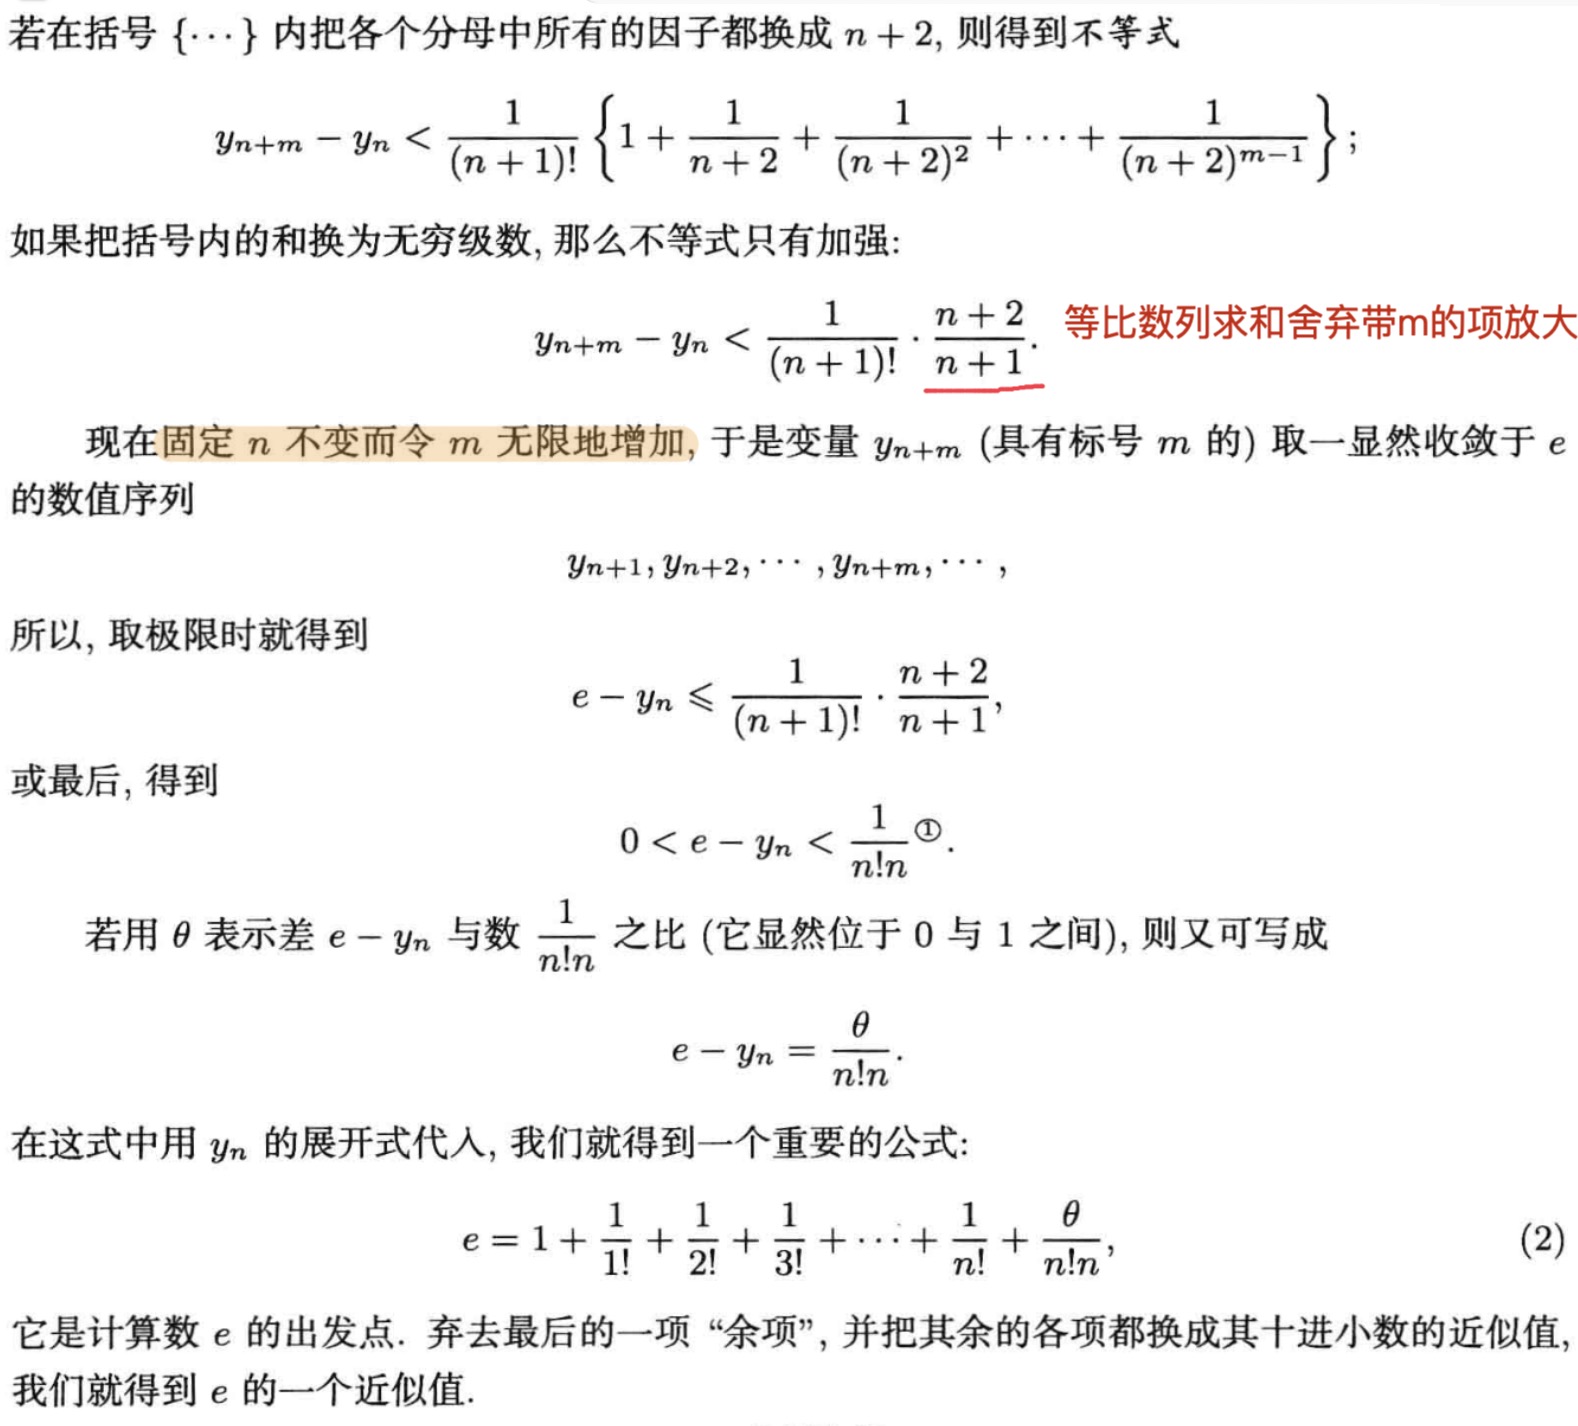 若在括号 {···} 内把各个分母中所有的因子都换成 n + 2, 则得到不等式
y_{n+m} − y_n < \frac{1}{(n + 1)!} \left\{ 1 + \frac{1}{n + 2} + \frac{1}{(n + 2)^2} + ··· + \frac{1}{(n + 2)^{m−1}} \right\};
如果把括号内的和换为无穷级数, 那么不等式只有加强:
y_{n+m} − y_n < \frac{1}{(n + 1)!} · \frac{n + 2}{n + 1}. 等比数列求和舍弃带m的项放大
现在固定 n 不变而令 m 无限地增加, 于是变量 y_{n+m} (具有标号 m 的) 取一显然收敛于 e
的数值序列
y_{n+1}, y_{n+2}, ··· , y_{n+m}, ··· ,
所以, 取极限时就得到
e − y_n ⩽ \frac{1}{(n + 1)!} · \frac{n + 2}{n + 1},
或最后, 得到
0 < e − y_n < \frac{1}{n!n}^①.
若用 θ 表示差 e − y_n 与数 \frac{1}{n!n} 之比 (它显然位于 0 与 1 之间), 则又可写成
e − y_n = \frac{θ}{n!n}.
在这式中用 y_n 的展开式代入, 我们就得到一个重要的公式:
e = 1 + \frac{1}{1!} + \frac{1}{2!} + \frac{1}{3!} + ··· + \frac{1}{n!} + \frac{θ}{n!n}, (2)
它是计算数 e 的出发点. 弃去最后的一项 “余项”, 并把其余的各项都换成其十进小数的近似值,
我们就得到 e 的一个近似值.